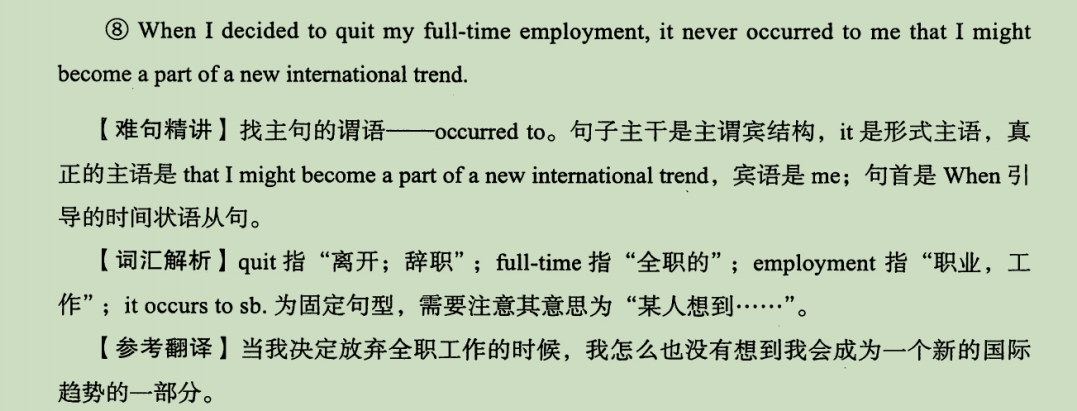 ⑧ When I decided to quit my full-time employment, it never occurred to me that I might
become a part of a new international trend.
【难句精讲】找主句的谓语——occurred to。句子主干是主谓宾结构，it 是形式主语，真
正的主语是 that I might become a part of a new international trend，宾语是 me；句首是 When 引
导的时间状语从句。
【词汇解析】quit 指“离开；辞职”；full-time 指“全职的”；employment 指“职业，工
作”；it occurs to sb. 为固定句型，需要注意其意思为“某人想到……”。
【参考翻译】当我决定放弃全职工作的时候，我怎么也没有想到我会成为一个新的国际
趋势的一部分。